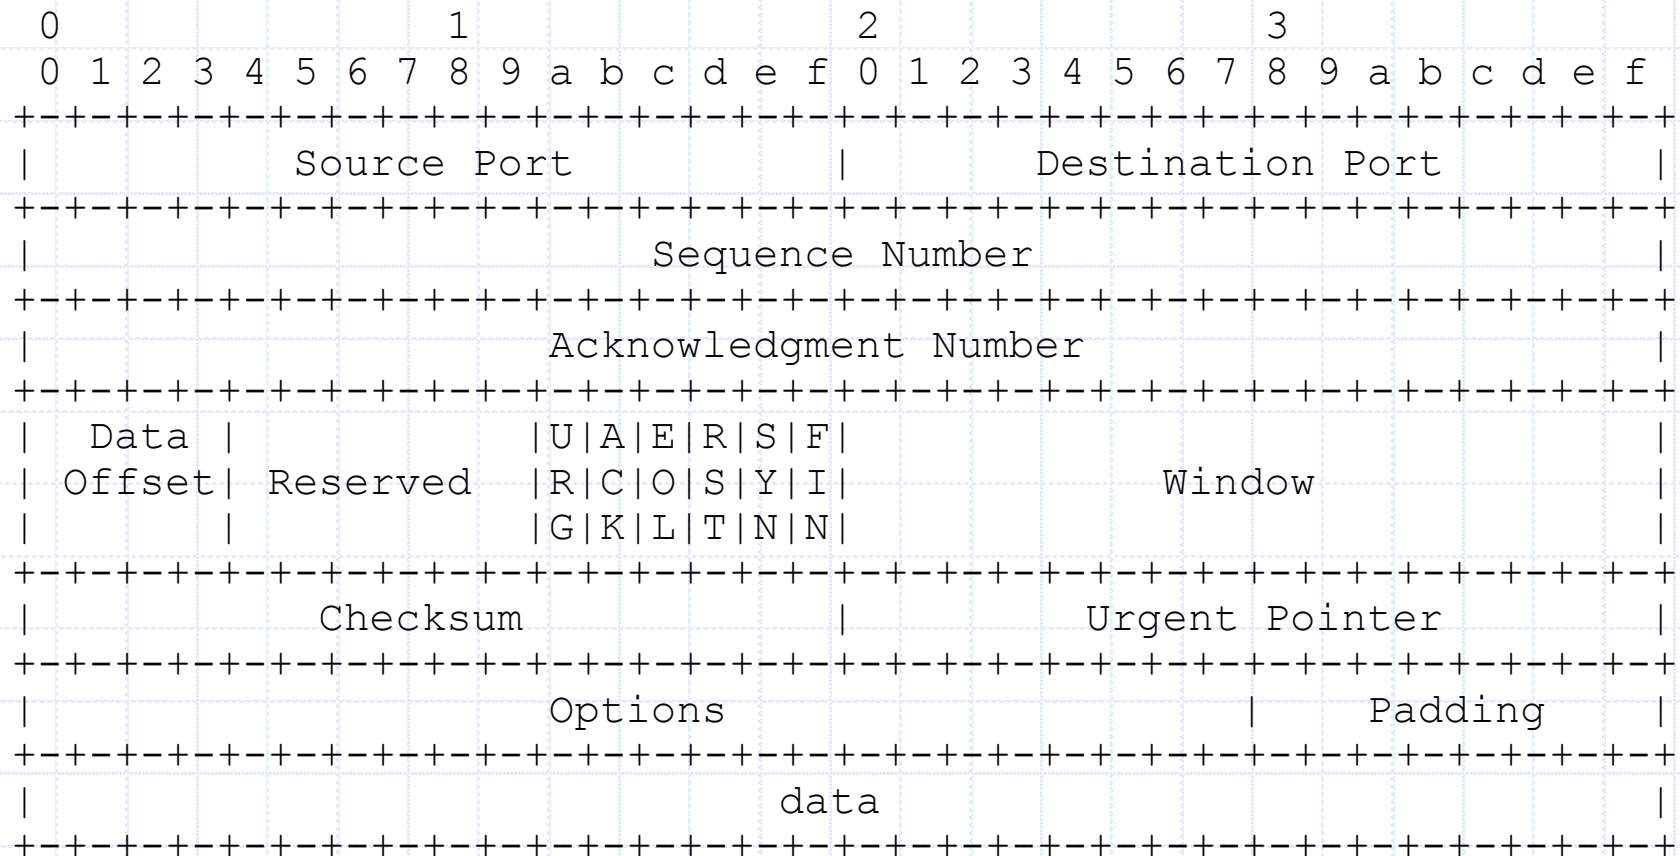 0               1               2               3
0 1 2 3 4 5 6 7 8 9 a b c d e f 0 1 2 3 4 5 6 7 8 9 a b c d e f
+-+-+-+-+-+-+-+-+-+-+-+-+-+-+-+-+-+-+-+-+-+-+-+-+-+-+-+-+-+-+-+-+
|          Source Port          |       Destination Port        |
+-+-+-+-+-+-+-+-+-+-+-+-+-+-+-+-+-+-+-+-+-+-+-+-+-+-+-+-+-+-+-+-+
|                        Sequence Number                        |
+-+-+-+-+-+-+-+-+-+-+-+-+-+-+-+-+-+-+-+-+-+-+-+-+-+-+-+-+-+-+-+-+
|                    Acknowledgment Number                      |
+-+-+-+-+-+-+-+-+-+-+-+-+-+-+-+-+-+-+-+-+-+-+-+-+-+-+-+-+-+-+-+-+
|  Data |           |U|A|E|R|S|F|                               |
| Offset| Reserved  |R|C|O|S|Y|I|            Window             |
|       |           |G|K|L|T|N|N|                               |
+-+-+-+-+-+-+-+-+-+-+-+-+-+-+-+-+-+-+-+-+-+-+-+-+-+-+-+-+-+-+-+-+
|           Checksum            |         Urgent Pointer        |
+-+-+-+-+-+-+-+-+-+-+-+-+-+-+-+-+-+-+-+-+-+-+-+-+-+-+-+-+-+-+-+-+
|                    Options                    |    Padding    |
+-+-+-+-+-+-+-+-+-+-+-+-+-+-+-+-+-+-+-+-+-+-+-+-+-+-+-+-+-+-+-+-+
|                             data                              |
+-+-+-+-+-+-+-+-+-+-+-+-+-+-+-+-+-+-+-+-+-+-+-+-+-+-+-+-+-+-+-+-+